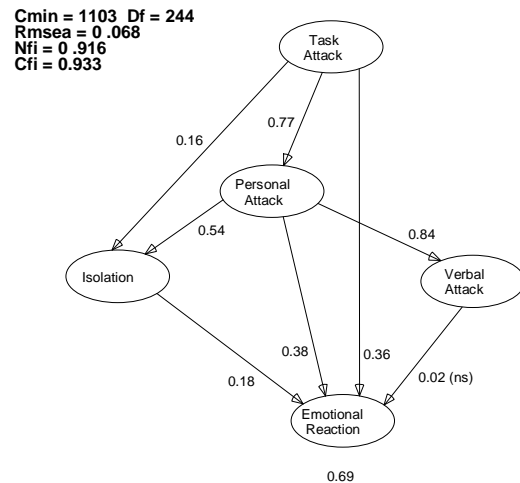 Cmin = 1103 Df = 244
Rmsea = 0 .068
Nfi = 0 .916
Cfi = 0.933
Task
Attack
0.16
0.77
Personal
Attack
0.54
0.84
Isolation
Verbal
Attack
0.38
0.36
0.18
0.02 (ns)
Emotional
Reaction
0.69